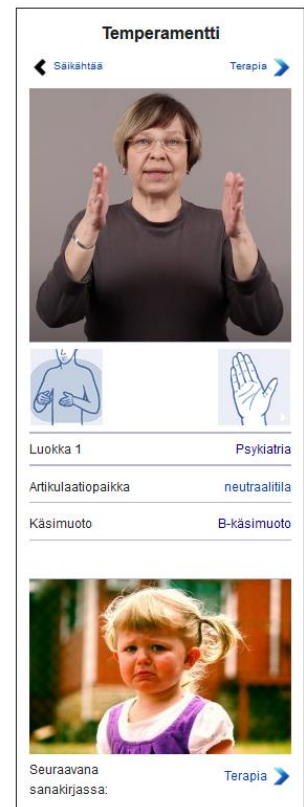 Temperamentti
Säikähtää Terapia
Luokka 1 Psykiatria
Artikulaatiopaikka neutraalitila
Käsimuoto B-käsimuoto
Seuraavana Terapia
sanakirjassa: